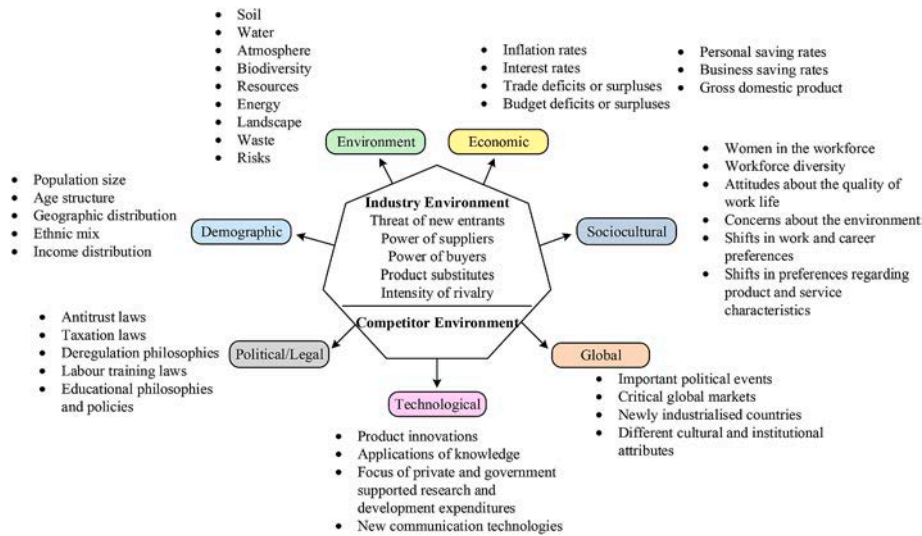 Soil
Water
Atmosphere
Biodiversity
Resources
Energy
Landscape
Waste
Risks
Environment
Inflation rates
Interest rates
Trade deficits or surpluses
Budget deficits or surpluses
Personal saving rates
Business saving rates
Gross domestic product
Economic
Population size
Age structure
Geographic distribution
Ethnic mix
Income distribution
Demographic
Industry Environment
Threat of new entrants
Power of suppliers
Power of buyers
Product substitutes
Intensity of rivalry
Competitor Environment
Women in the workforce
Workforce diversity
Attitudes about the quality of
work life
Concerns about the environment
Shifts in work and career
preferences
Shifts in preferences regarding
product and service
characteristics
Sociocultural
Antitrust laws
Taxation laws
Deregulation philosophies
Labour training laws
Educational philosophies
and policies
Political/Legal
Global
Important political events
Critical global markets
Newly industrialised countries
Different cultural and institutional
attributes
Technological
Product innovations
Applications of knowledge
Focus of private and government
supported research and
development expenditures
New communication technologies